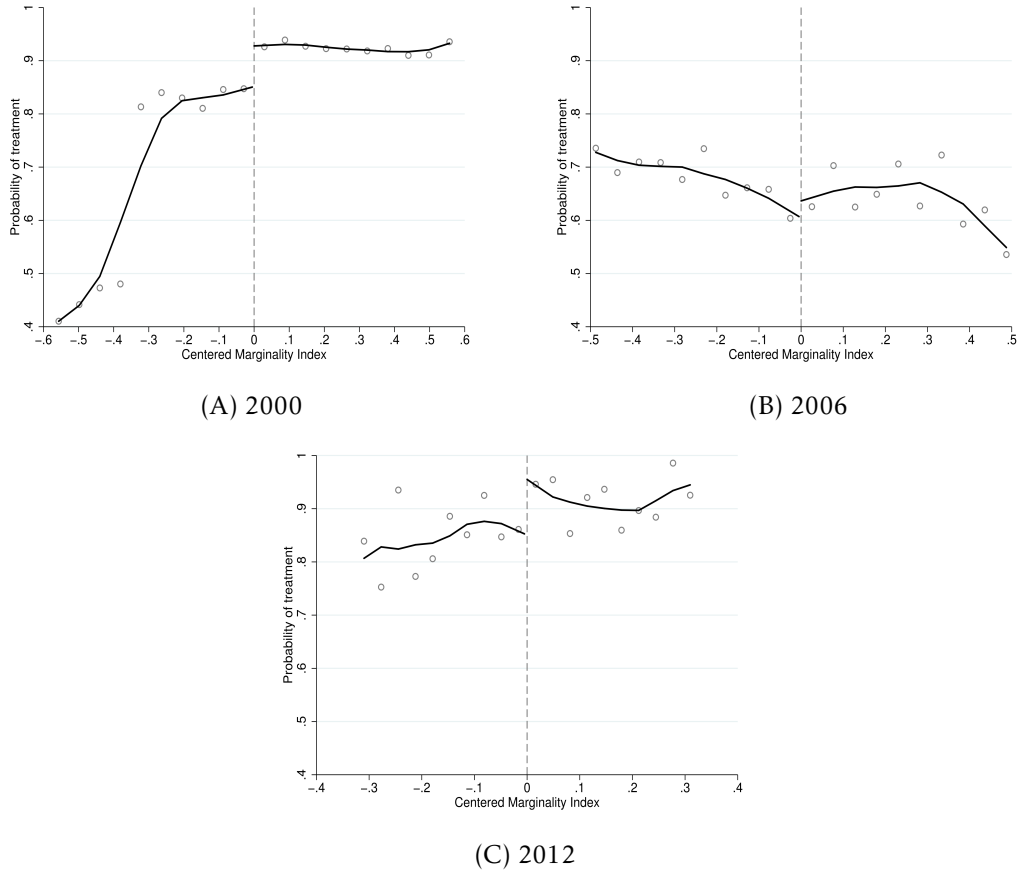 1
.9
.8
.7
.6
.5
.4
Probability of treatment
−.6 −.5 −.4 −.3 −.2 −.1 0 .1 .2 .3 .4 .5 .6
Centered Marginality Index
(A) 2000
1
.9
.8
.7
.6
.5
.4
Probability of treatment
−.5 −.4 −.3 −.2 −.1 0 .1 .2 .3 .4 .5
Centered Marginality Index
(B) 2006
1
.9
.8
.7
.6
.5
.4
Probability of treatment
−.4 −.3 −.2 −.1 0 .1 .2 .3 .4
Centered Marginality Index
(C) 2012